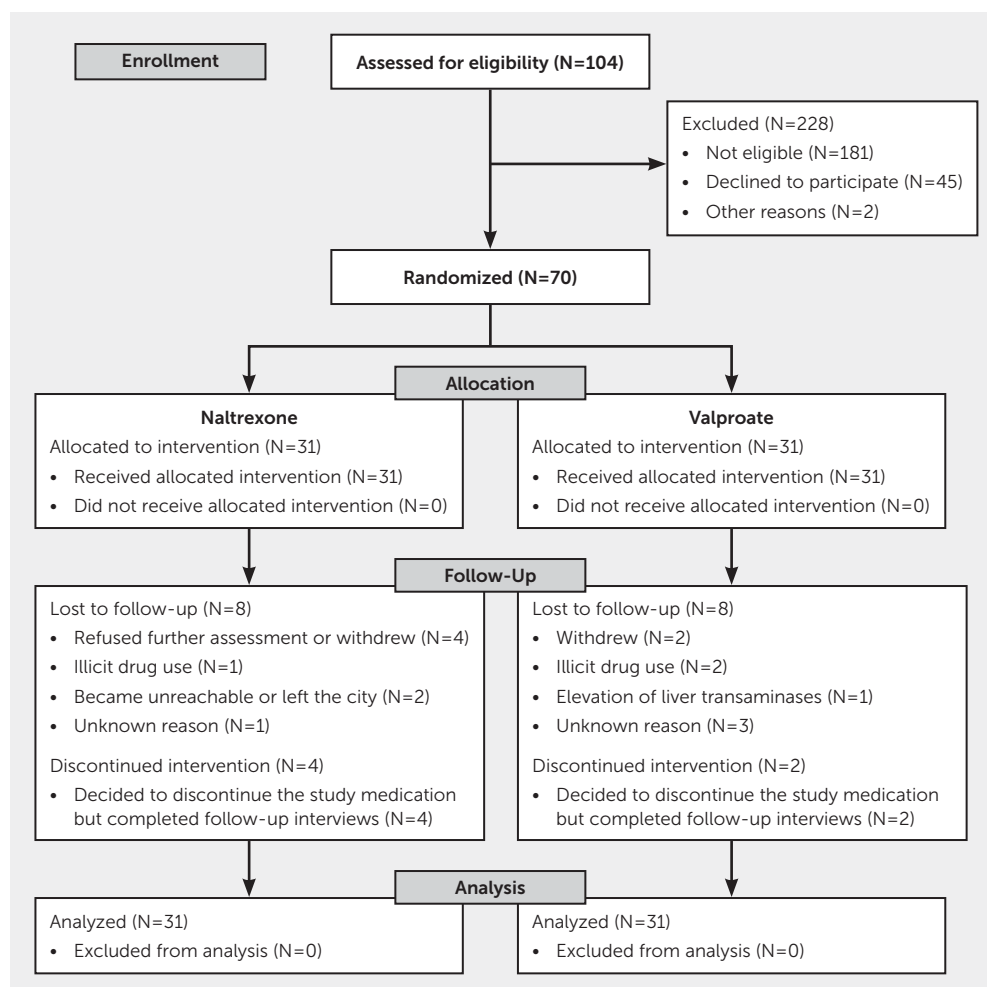 Enrollment
Assessed for eligibility (N=104)
Excluded (N=228)
• Not eligible (N=181)
• Declined to participate (N=45)
• Other reasons (N=2)
Randomized (N=70)
Allocation
Naltrexone
Allocated to intervention (N=31)
• Received allocated intervention (N=31)
• Did not receive allocated intervention (N=0)
Valproate
Allocated to intervention (N=31)
• Received allocated intervention (N=31)
• Did not receive allocated intervention (N=0)
Follow-Up
Lost to follow-up (N=8)
• Refused further assessment or withdrew (N=4)
• Illicit drug use (N=1)
• Became unreachable or left the city (N=2)
• Unknown reason (N=1)
Discontinued intervention (N=4)
• Decided to discontinue the study medication
but completed follow-up interviews (N=4)
Lost to follow-up (N=8)
• Withdrew (N=2)
• Illicit drug use (N=2)
• Elevation of liver transaminases (N=1)
• Unknown reason (N=3)
Discontinued intervention (N=2)
• Decided to discontinue the study medication
but completed follow-up interviews (N=2)
Analysis
Analyzed (N=31)
• Excluded from analysis (N=0)
Analyzed (N=31)
• Excluded from analysis (N=0)